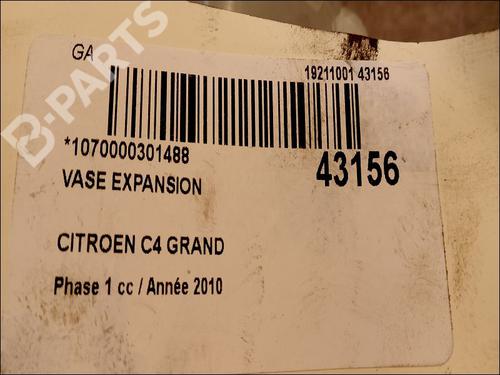 GA
19211001 43156
B-PARTS
*1070000301488
43156
VASE EXPANSION
CITROEN C4 GRAND
Phase 1 cc / Année 2010